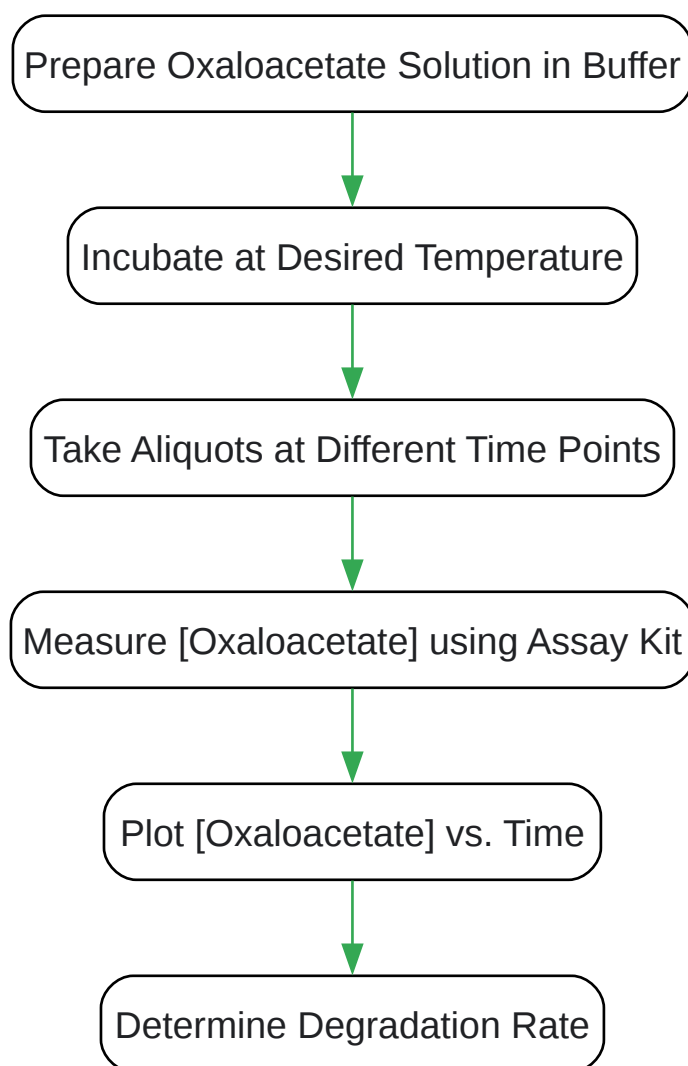 Prepare Oxaloacetate Solution in Buffer
Incubate at Desired Temperature
Take Aliquots at Different Time Points
Measure [Oxaloacetate] using Assay Kit
Plot [Oxaloacetate] vs. Time
Determine Degradation Rate